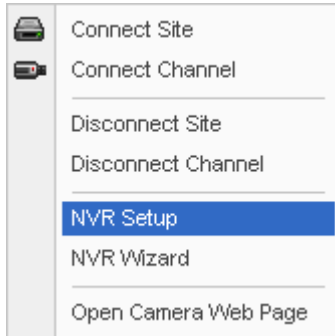 Connect Site
Connect Channel
Disconnect Site
Disconnect Channel
NVR Setup
NVR Wizard
Open Camera Web Page